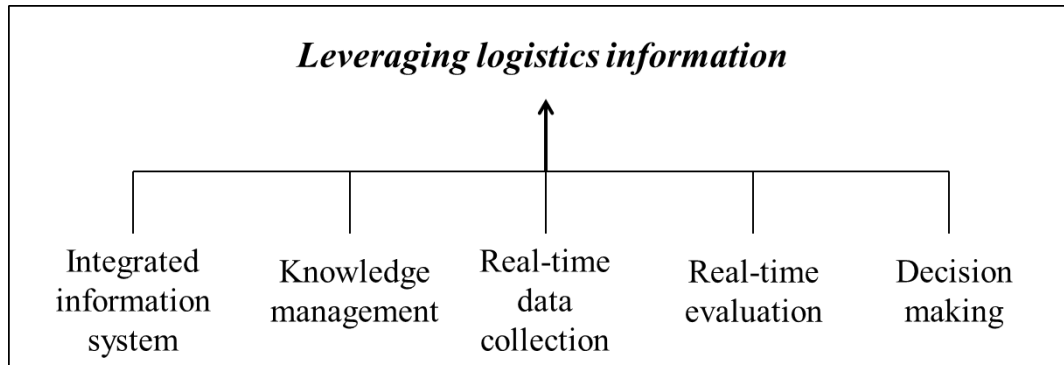 Leveraging logistics information
Integrated
information
system
Knowledge
management
Real-time
data
collection
Real-time
evaluation
Decision
making